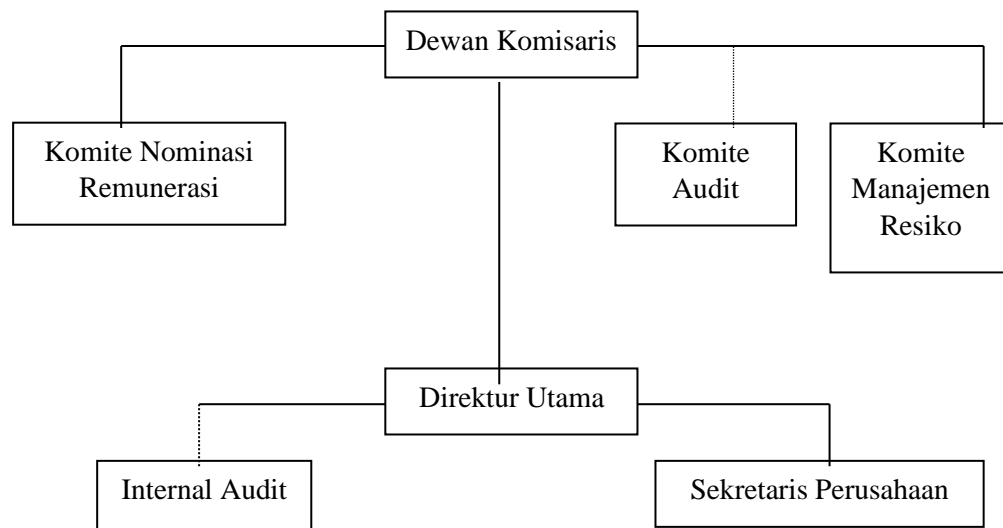 Dewan Komisaris
Komite Nominasi
Remunerasi
Komite
Audit
Komite
Manajemen
Resiko
Direktur Utama
Internal Audit
Sekretaris Perusahaan